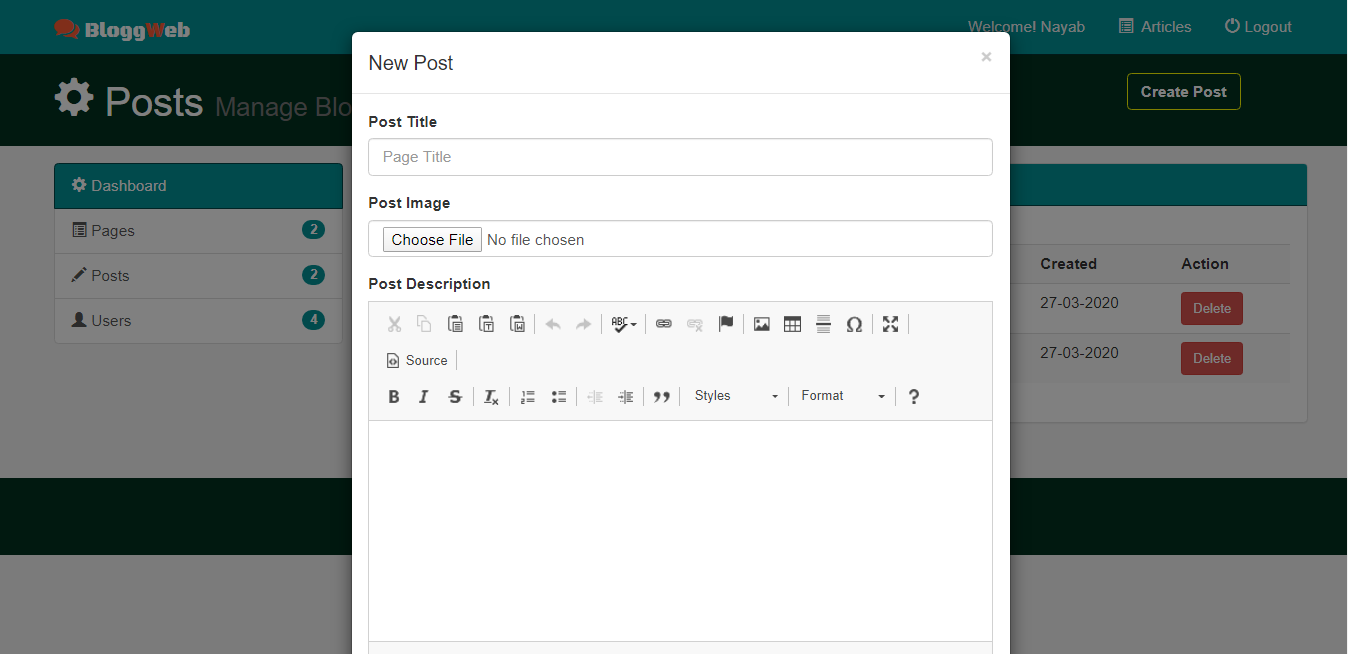 BloggWeb
Welcome! Nayab
Articles
Logout
Posts Manage Blo
Create Post
Dashboard
Pages 2
Posts 2
Users 4
New Post ×
Post Title
Page Title
Post Image
Choose File No file chosen
Post Description
ABC
Source
B I S Tx
Styles
Format
?
Created Action
27-03-2020 Delete
27-03-2020 Delete